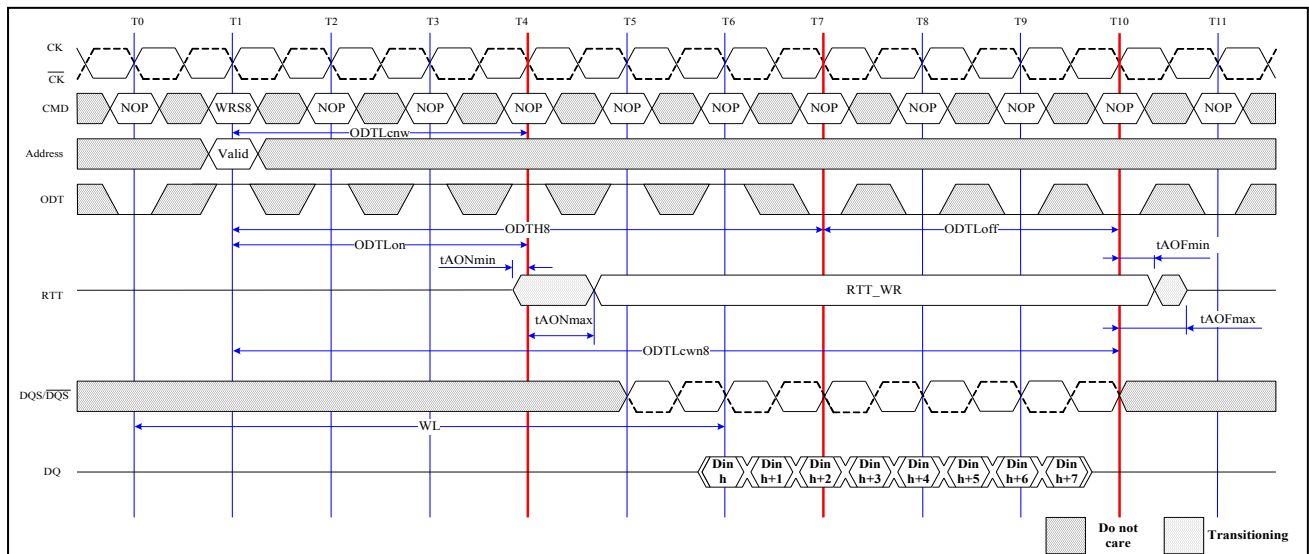 T0 T1 T2 T3 T4 T5 T6 T7 T8 T9 T10 T11
CK
CK
CMD NOP WRS8 NOP NOP NOP NOP NOP NOP NOP NOP NOP NOP
ODTLcnw
Address Valid
ODT
ODTH8 ODTLoff
ODTLon
tAONmin tAOFmin
RTT RTT_WR
tAONmax tAOFmax
ODTLcwn8
DQS/DQS
WL
DQ Din h Din h+1 Din h+2 Din h+3 Din h+4 Din h+5 Din h+6 Din h+7
Do not care Transitioning